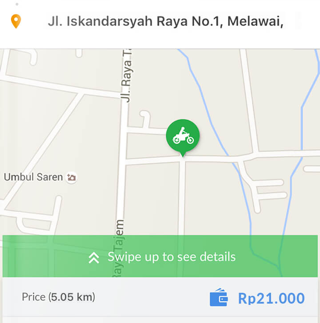 Jl. Iskandarsyah Raya No.1, Melawai,
Jl. Raya T.
Umbul Saren
Raya Tajem
Swipe up to see details
Price (5.05 km)
Rp21.000